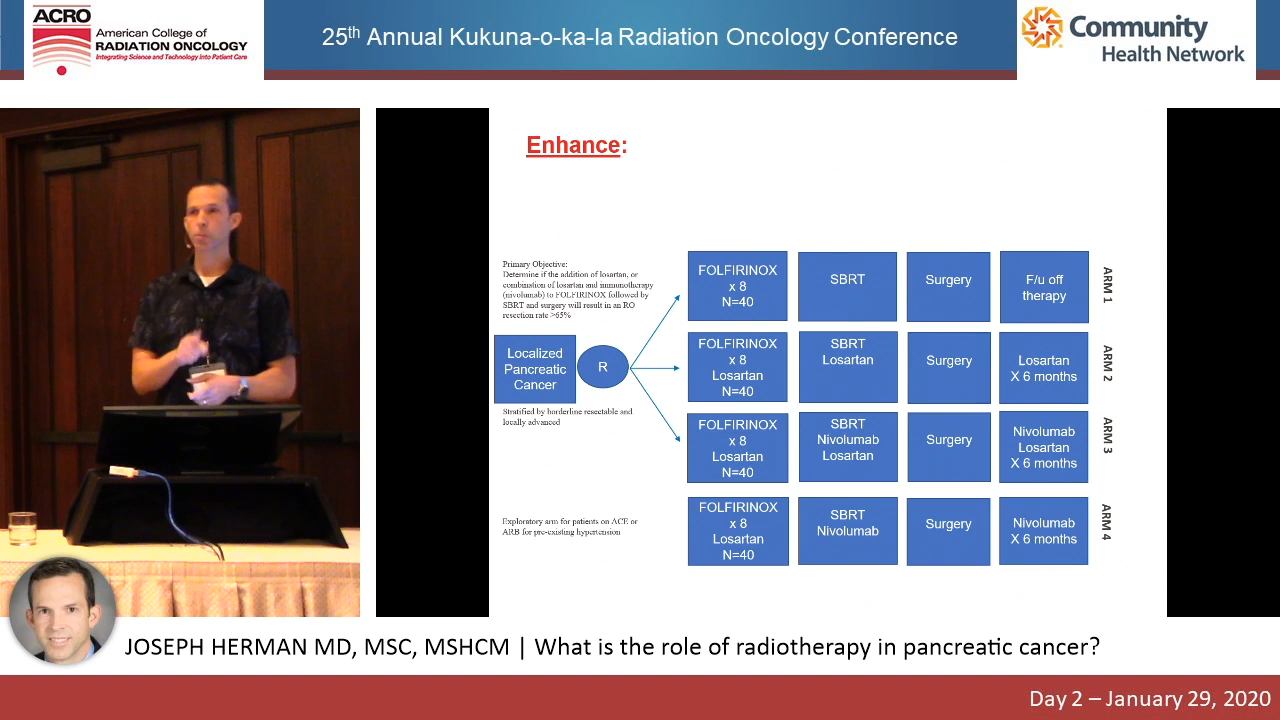 ACRO
American College of
RADIATION ONCOLOGY
Integrating Science and Technology into Patient Care
25th Annual Kukuna-o-ka-la Radiation Oncology Conference
Community
Health Network
Enhance:
Primary Objective:
Determine if the addition of losartan, or
combination of losartan and immunotherapy
(nivolumab) to FOLFIRINOX followed by
SBRT and surgery will result in an RO
resection rate >65%
Localized
Pancreatic
Cancer
R
Stratified by borderline resectable and
locally advanced
FOLFIRINOX
x 8
N=40
SBRT
Surgery
F/u off
therapy
ARM 1
FOLFIRINOX
x 8
Losartan
N=40
SBRT
Losartan
Surgery
Losartan
X 6 months
ARM 2
FOLFIRINOX
x 8
Losartan
N=40
SBRT
Nivolumab
Losartan
Surgery
Nivolumab
Losartan
X 6 months
ARM 3
Exploratory arm for patients on ACE or
ARB for pre-existing hypertension
FOLFIRINOX
x 8
Losartan
N=40
SBRT
Nivolumab
Surgery
Nivolumab
X 6 months
ARM 4
JOSEPH HERMAN MD, MSC, MSHCM | What is the role of radiotherapy in pancreatic cancer?
Day 2 – January 29, 2020